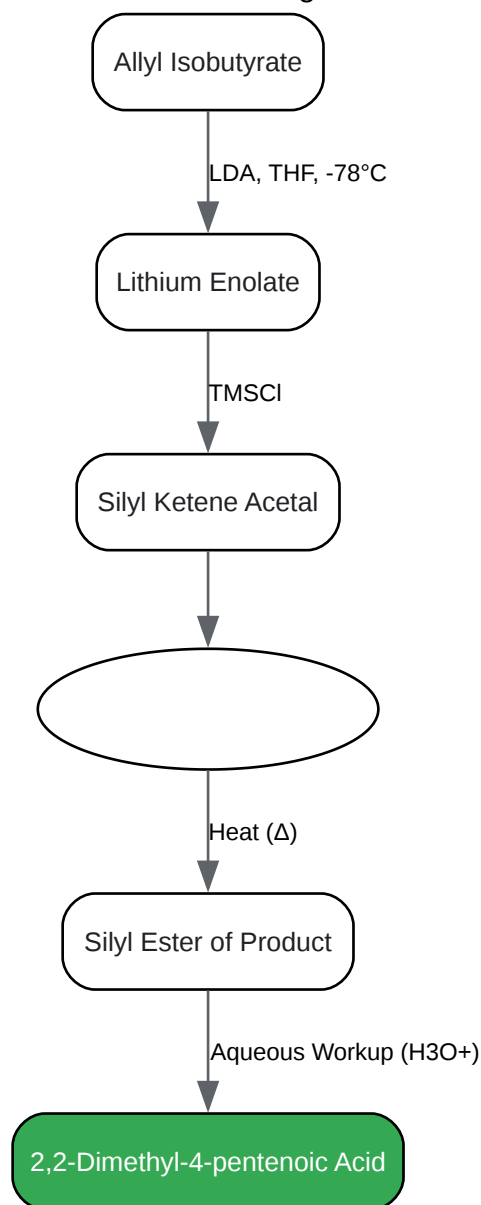 Allyl Isobutyrate
LDA, THF, -78°C
Lithium Enolate
TMSCl
Silyl Ketene Acetal
Heat (Δ)
Silyl Ester of Product
Aqueous Workup (H3O+)
2,2-Dimethyl-4-pentenoic Acid